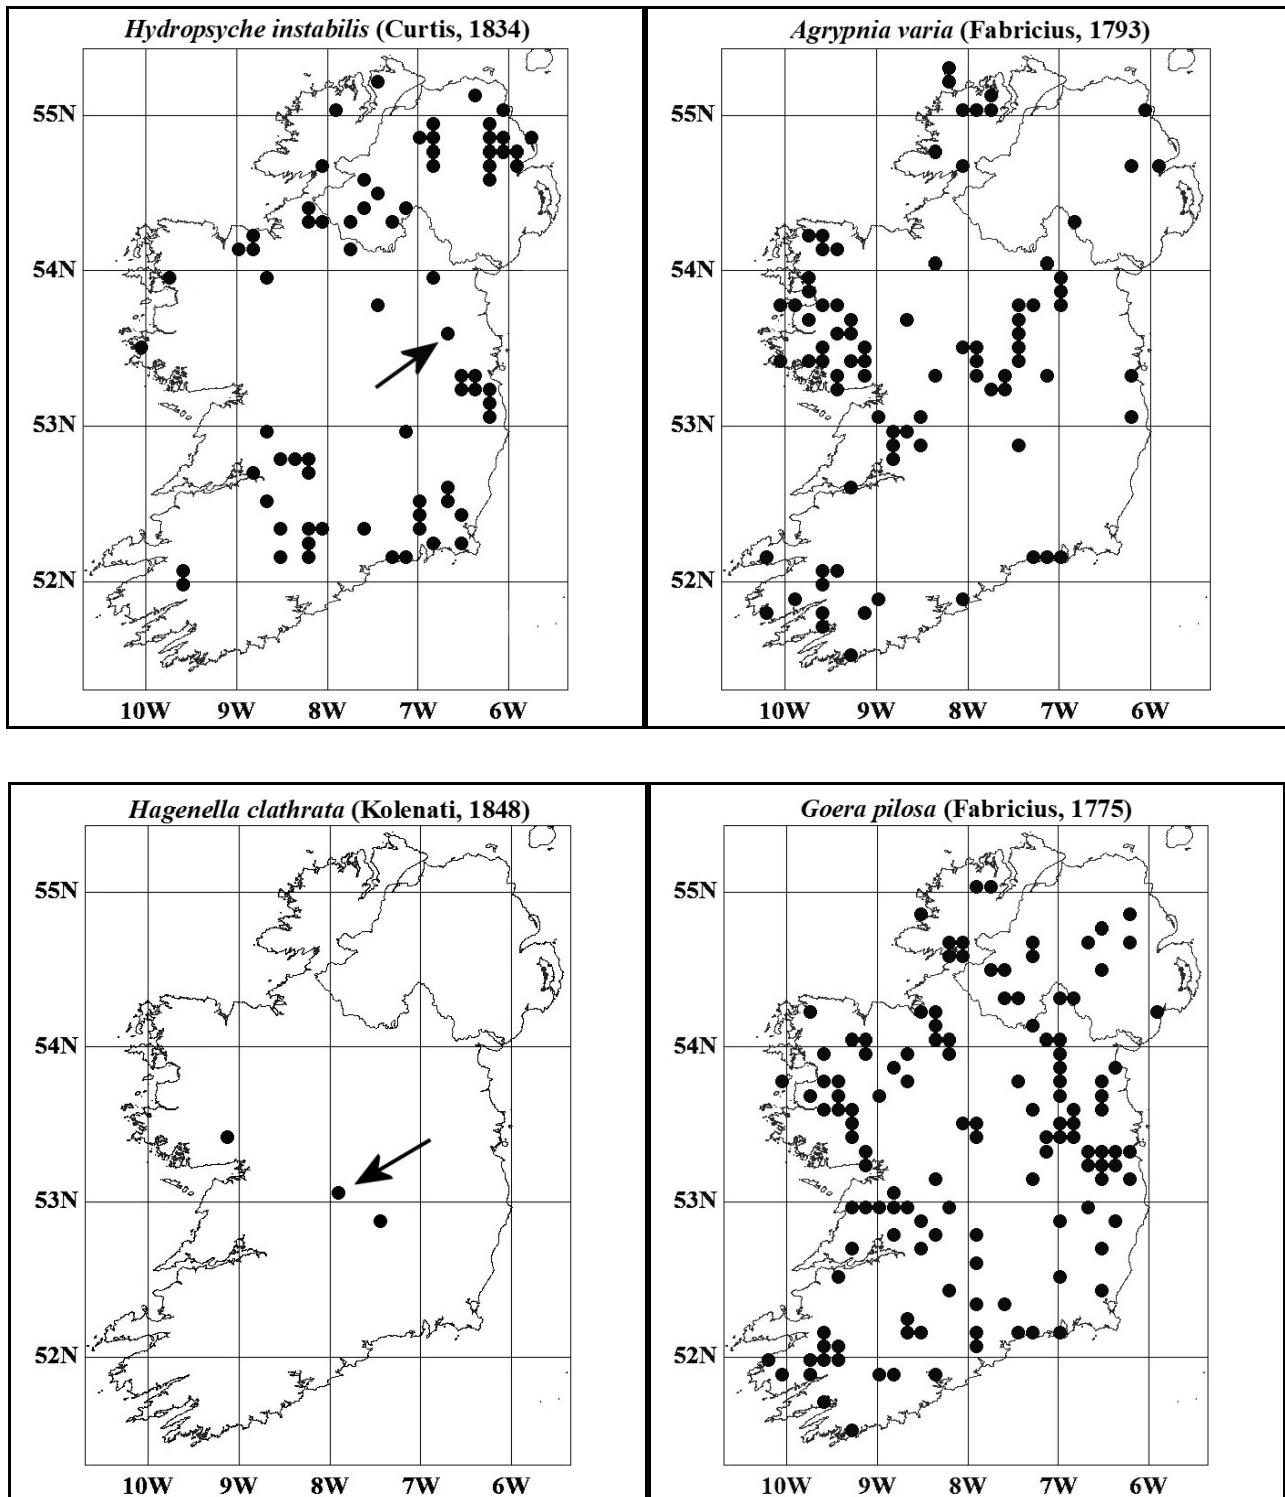 Hydropsyche instabilis (Curtis, 1834)
55N
54N
53N
52N
10W 9W 8W 7W 6W
Agrypnia varia (Fabricius, 1793)
55N
54N
53N
52N
10W 9W 8W 7W 6W
Hagenella clathrata (Kolenati, 1848)
55N
54N
53N
52N
10W 9W 8W 7W 6W
Goera pilosa (Fabricius, 1775)
55N
54N
53N
52N
10W 9W 8W 7W 6W